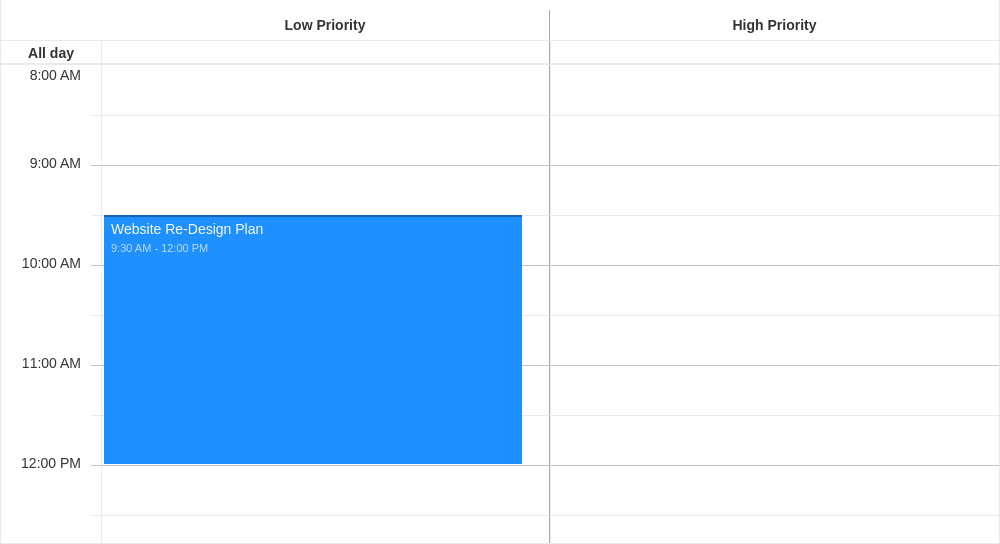 Low Priority
High Priority
All day
8:00 AM
9:00 AM
Website Re-Design Plan
9:30 AM - 12:00 PM
10:00 AM
11:00 AM
12:00 PM